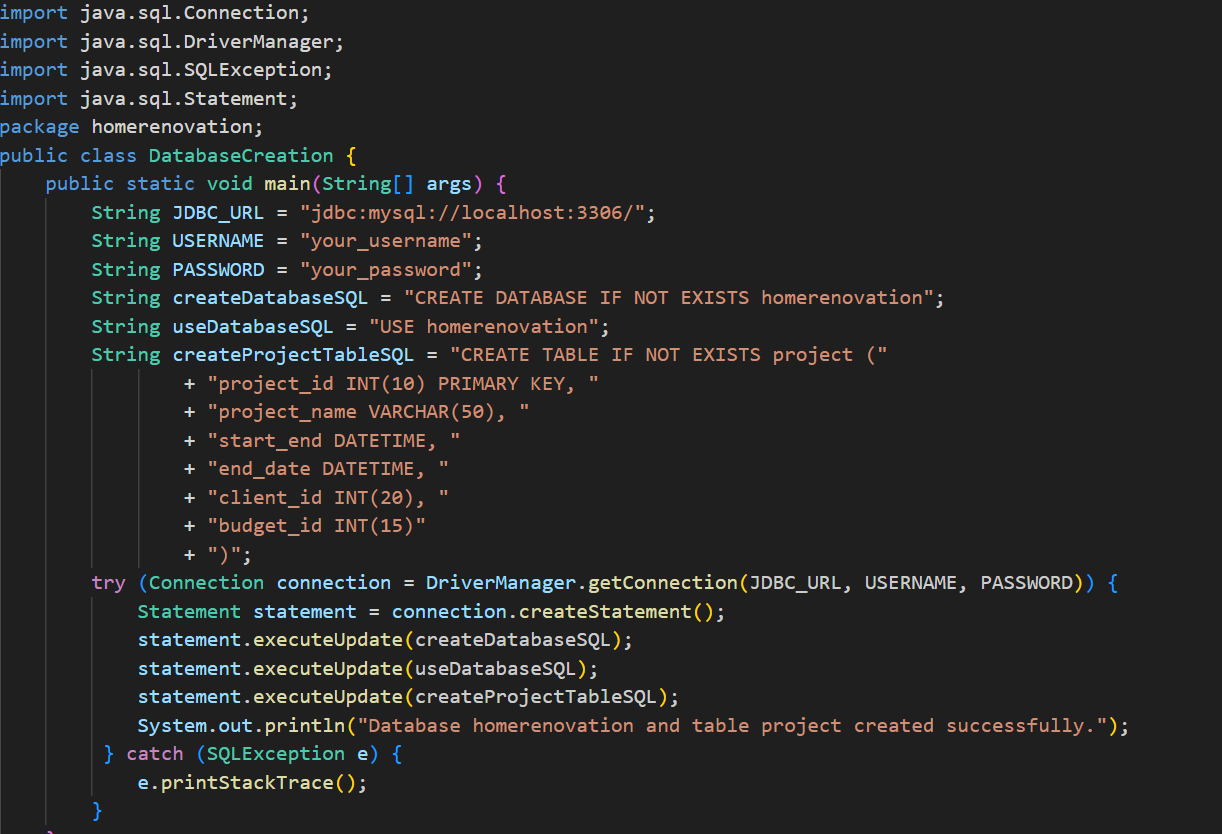 import java.sql.Connection;
import java.sql.DriverManager;
import java.sql.SQLException;
import java.sql.Statement;
package homerenovation;
public class DatabaseCreation {
    public static void main(String[] args) {
        String JDBC_URL = "jdbc:mysql://localhost:3306/";
        String USERNAME = "your_username";
        String PASSWORD = "your_password";
        String createDatabaseSQL = "CREATE DATABASE IF NOT EXISTS homerenovation";
        String useDatabaseSQL = "USE homerenovation";
        String createProjectTableSQL = "CREATE TABLE IF NOT EXISTS project ("
                + "project_id INT(10) PRIMARY KEY, "
                + "project_name VARCHAR(50), "
                + "start_end DATETIME, "
                + "end_date DATETIME, "
                + "client_id INT(20), "
                + "budget_id INT(15)"
                + ")";
        try (Connection connection = DriverManager.getConnection(JDBC_URL, USERNAME, PASSWORD)) {
            Statement statement = connection.createStatement();
            statement.executeUpdate(createDatabaseSQL);
            statement.executeUpdate(useDatabaseSQL);
            statement.executeUpdate(createProjectTableSQL);
            System.out.println("Database homerenovation and table project created successfully.");
         } catch (SQLException e) {
            e.printStackTrace();
        }
    }